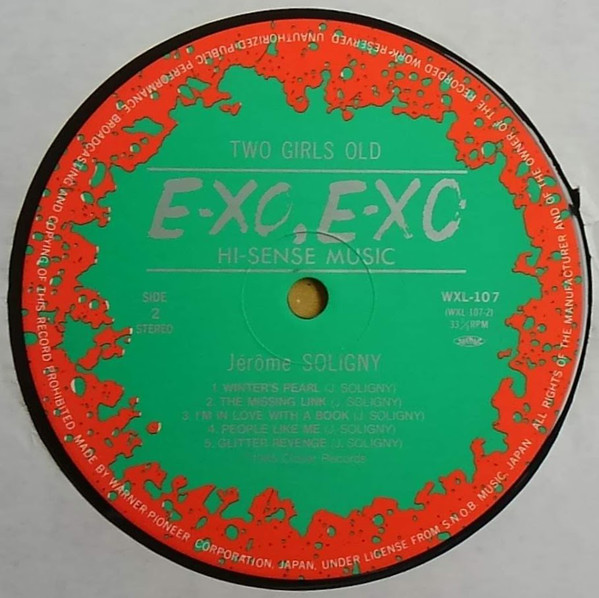 TWO GIRLS OLD
E-XO, E-XO
HI-SENSE MUSIC
SIDE
2
STEREO
WXL-107
(WXL-107-2)
33⅓RPM
Jérôme SOLIGNY
1. WINTER'S PEARL (J. SOLIGNY)
2. THE MISSING LINK (J. SOLIGNY)
3. I'M IN LOVE WITH A BOOK (J. SOLIGNY)
4. PEOPLE LIKE ME (J. SOLIGNY)
5. GLITTER REVENGE (J. SOLIGNY)
Records
ALL RIGHTS OF THE MANUFACTURER AND OF THE OWNER OF THE RECORDED WORK RESERVED UNAUTHORIZED PUBLIC PERFORMANCE BROADCASTING AND COPYING OF THIS RECORD PROHIBITED MADE BY WARNER-PIONEER CORPORATION, JAPAN, UNDER LICENSE FROM S.N.O.B. MUSIC, JAPAN